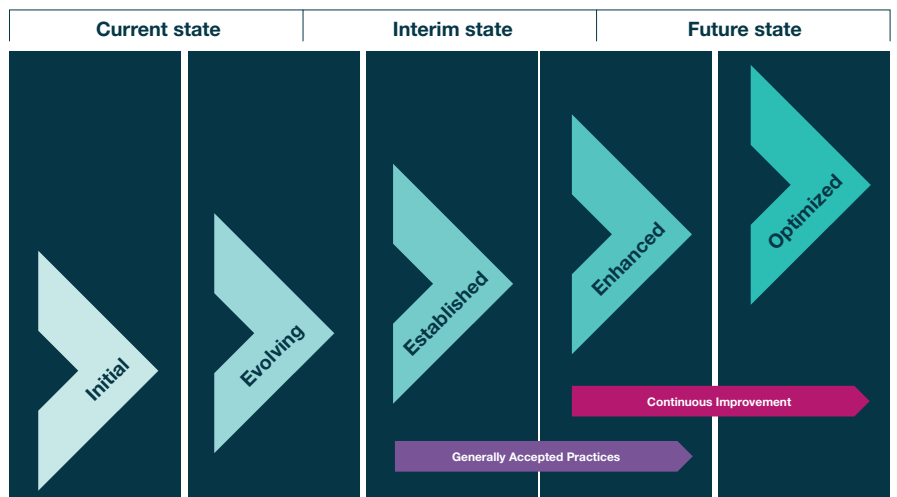 Current state
Interim state
Future state
Initial
Evolving
Established
Enhanced
Optimized
Continuous Improvement
Generally Accepted Practices